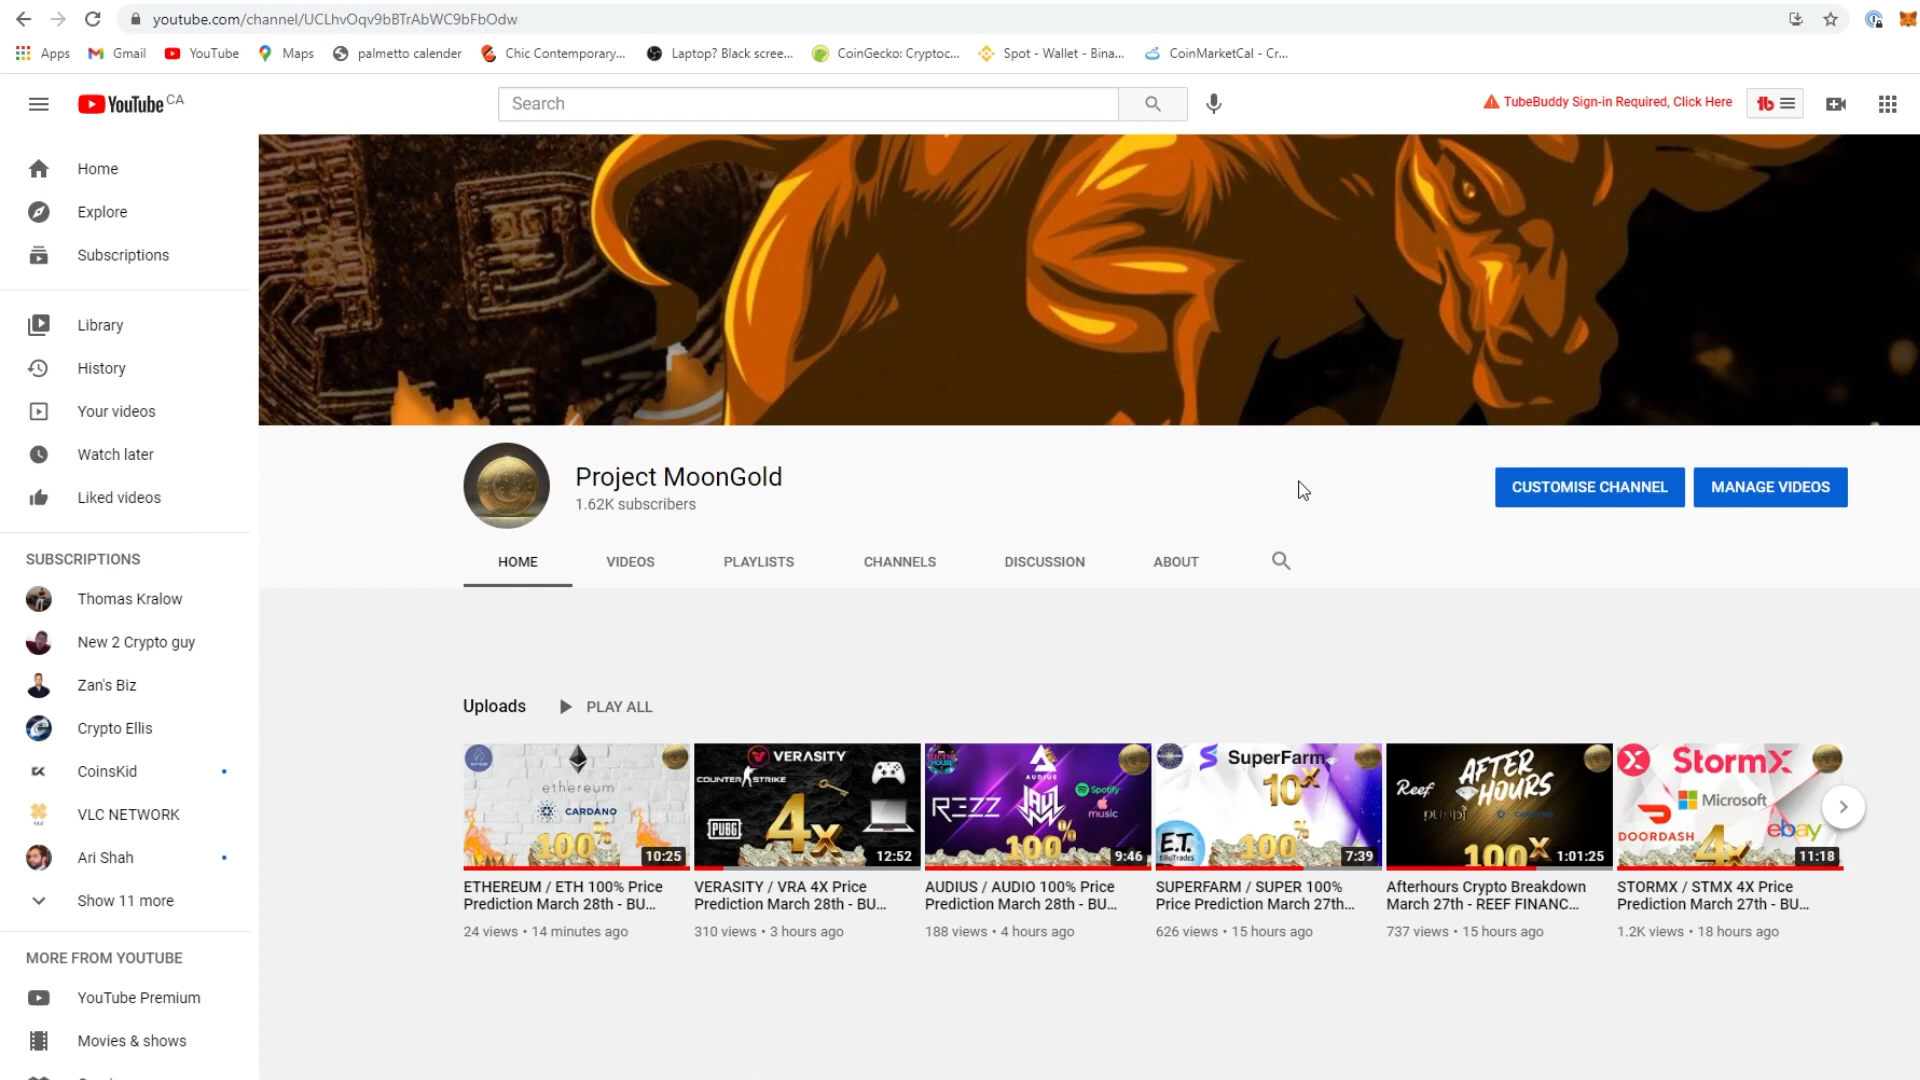 youtube.com/channel/UCLhvOqv9bBTrAbWC9bFbOdw
Apps
Gmail
YouTube
Maps
palmetto calender
Chic Contemporary...
Laptop? Black scree...
CoinGecko: Cryptoc...
Spot - Wallet - Bina...
CoinMarketCal - Cr...
YouTube CA
Search
TubeBuddy Sign-in Required, Click Here
tb
Home
Explore
Subscriptions
Library
History
Your videos
Watch later
Liked videos
SUBSCRIPTIONS
Thomas Kralow
New 2 Crypto guy
Zan's Biz
Crypto Ellis
CoinsKid
VLC NETWORK
Ari Shah
Show 11 more
MORE FROM YOUTUBE
YouTube Premium
Movies & shows
Project MoonGold
1.62K subscribers
CUSTOMISE CHANNEL
MANAGE VIDEOS
HOME
VIDEOS
PLAYLISTS
CHANNELS
DISCUSSION
ABOUT
Uploads
PLAY ALL
ethereum
CARDANO
100%
10:25
ETHEREUM / ETH 100% Price
Prediction March 28th - BU...
24 views • 14 minutes ago
VERASITY
COUNTER STRIKE
PUBG
4x
12:52
VERASITY / VRA 4X Price
Prediction March 28th - BU...
310 views • 3 hours ago
AUDIUS
REZZ
Spotify
music
100%
9:46
AUDIUS / AUDIO 100% Price
Prediction March 28th - BU...
188 views • 4 hours ago
SuperFarm
10x
E.T.
EllioTrades
100%
7:39
SUPERFARM / SUPER 100%
Price Prediction March 27th...
626 views • 15 hours ago
AFTER
HOURS
Reef
CARDANO
100X
1:01:25
Afterhours Crypto Breakdown
March 27th - REEF FINANC...
737 views • 15 hours ago
StormX
Microsoft
DOORDASH
4x
ebay
11:18
STORMX / STMX 4X Price
Prediction March 27th - BU...
1.2K views • 18 hours ago